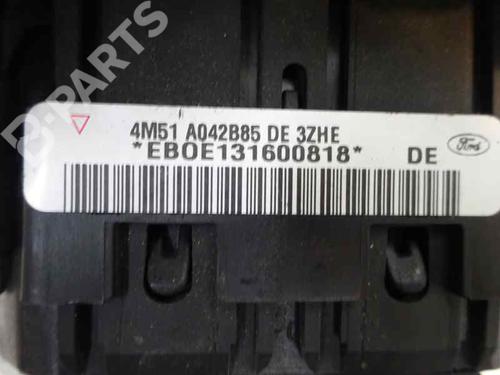 B-PARTS
4M51 A042B85 DE 3ZHE
*EBOE131600818* DE
Ford